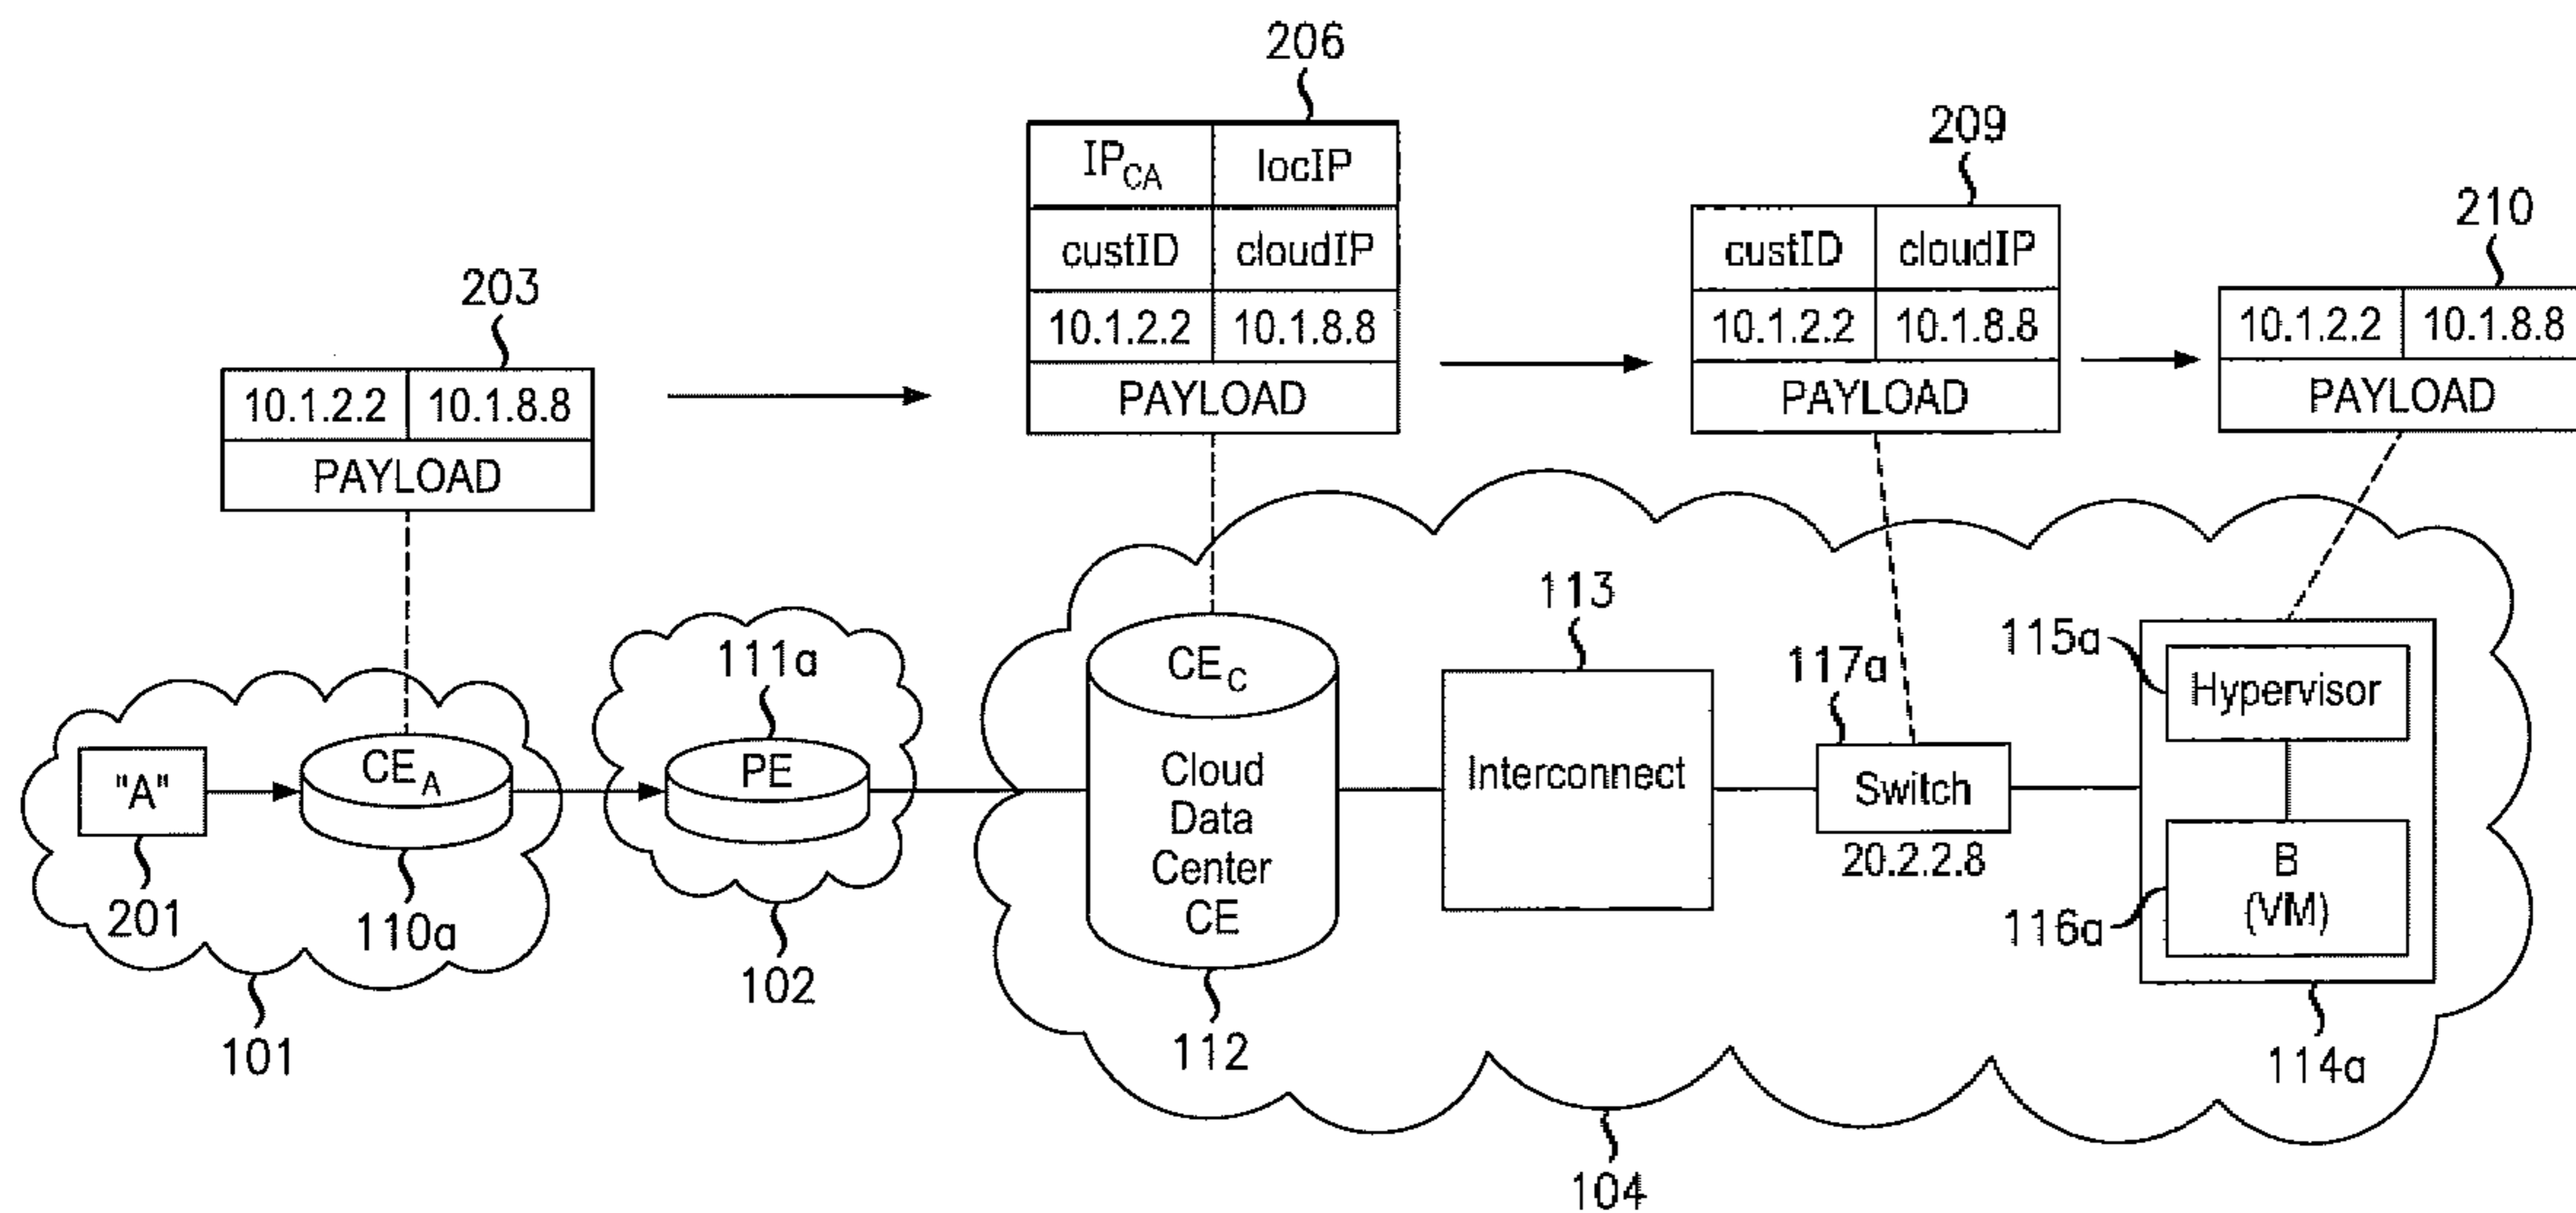 206
IP_CA locIP
custID cloudIP
10.1.2.2 10.1.8.8
PAYLOAD
209
custID cloudIP
10.1.2.2 10.1.8.8
PAYLOAD
210
10.1.2.2 10.1.8.8
PAYLOAD
203
10.1.2.2 10.1.8.8
PAYLOAD
"A"
201
CE_A
110a
101
111a
PE
102
CE_C
Cloud
Data
Center
CE
112
113
Interconnect
117a
Switch
20.2.2.8
115a
Hypervisor
116a
B
(VM)
114a
104